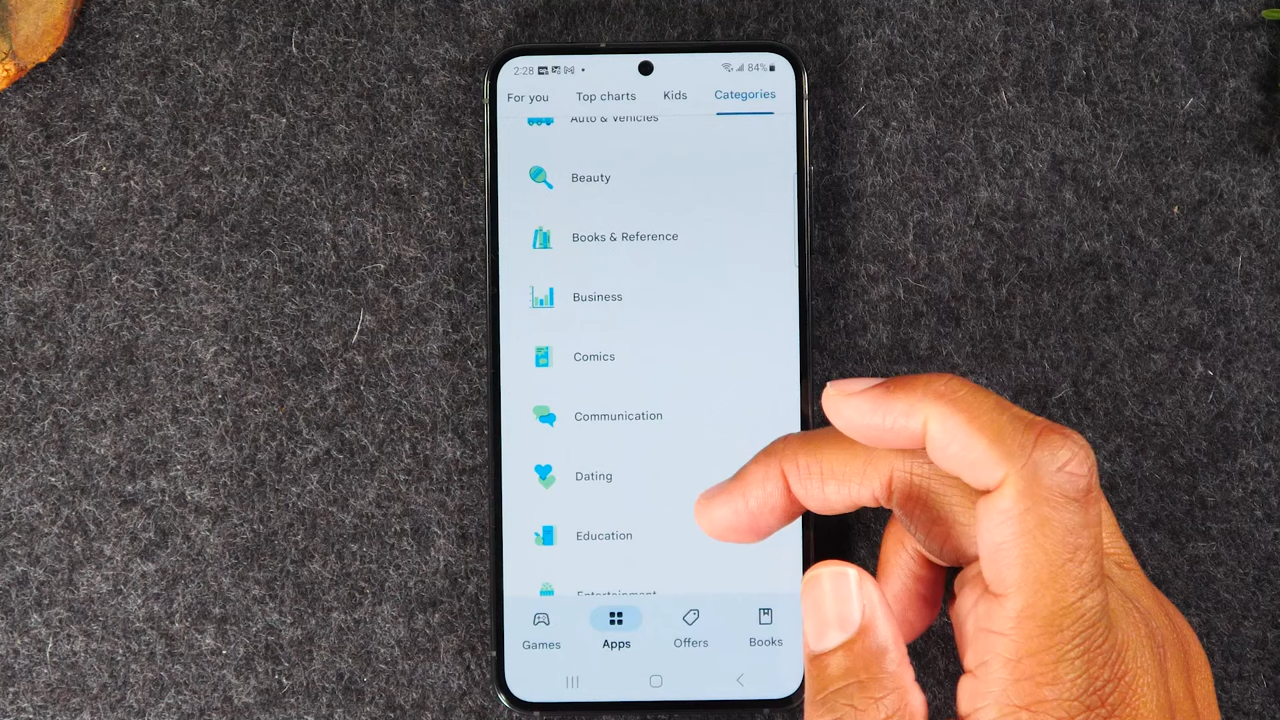 2:28
84%
For you Top charts Kids Categories
Auto & Vehicles
Beauty
Books & Reference
Business
Comics
Communication
Dating
Education
Entertainment
Games Apps Offers Books